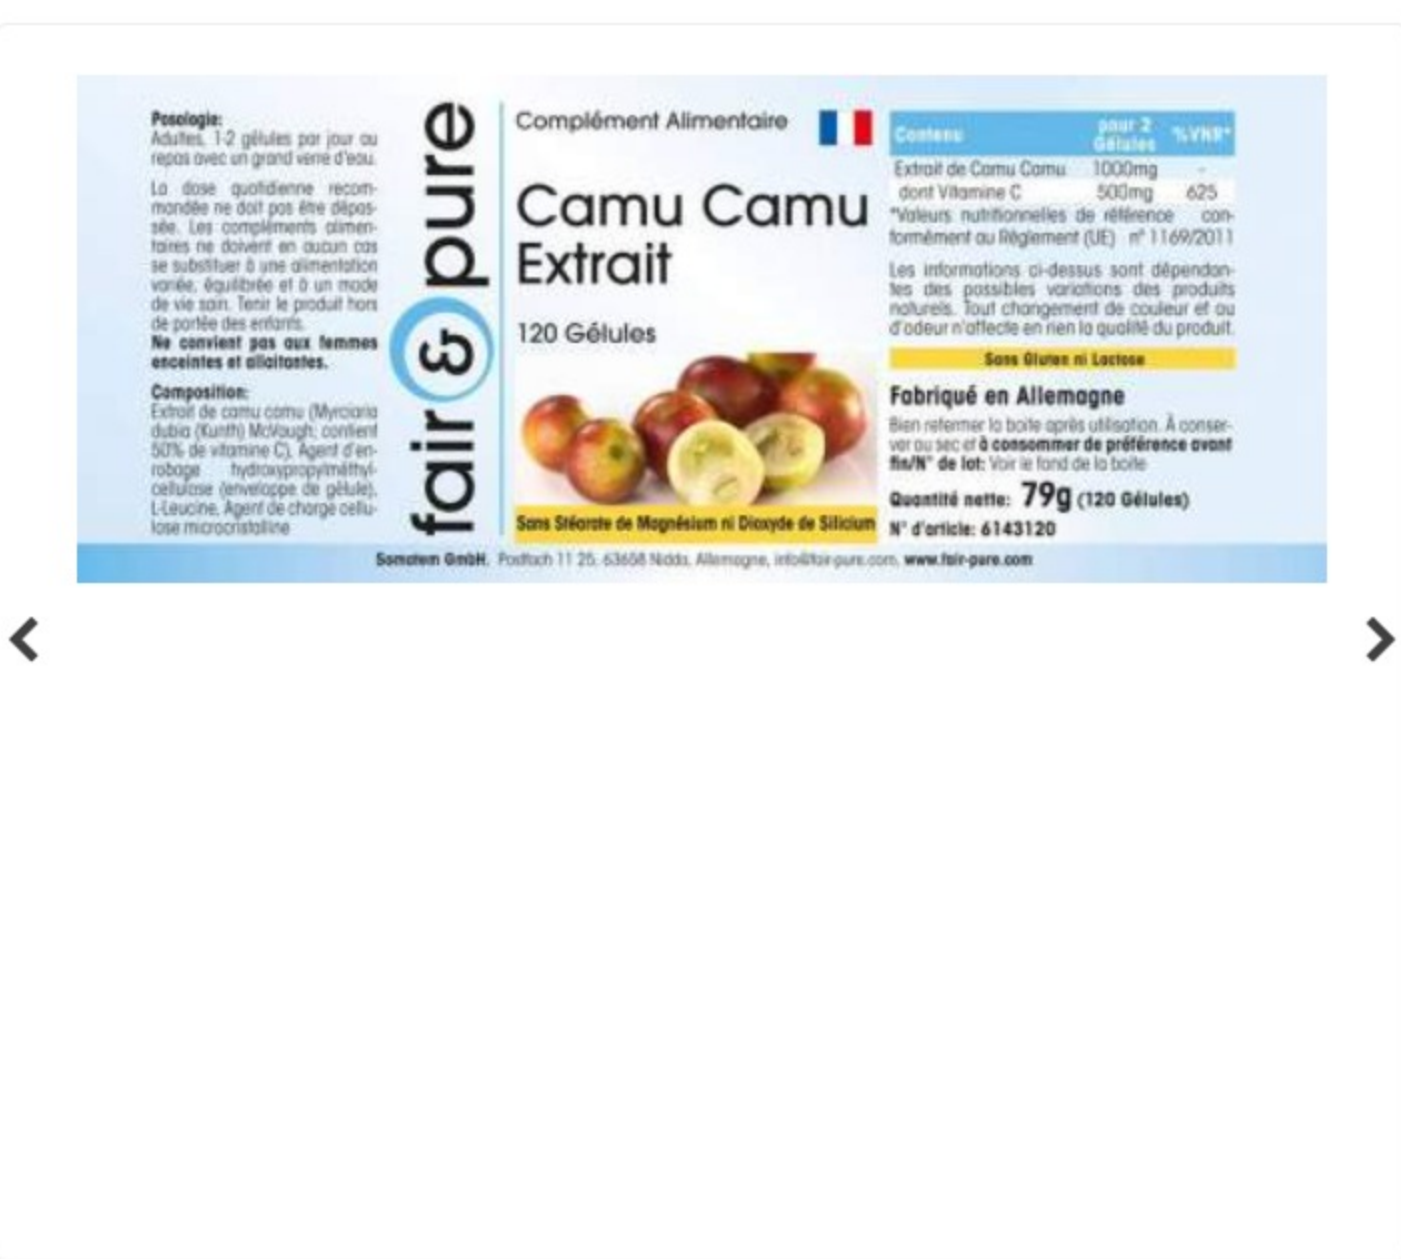 Posologie:
Adultes, 1-2 gélules par jour au
repas avec un grand verre d'eau.
La dose quotidienne recom-
mandée ne doit pas être dépas-
sée. Les compléments alimen-
taires ne doivent en aucun cas
se substituer à une alimentation
variée, équilibrée et à un mode
de vie sain. Tenir le produit hors
de portée des enfants.
Ne convient pas aux femmes
enceintes et allaitantes.
Composition:
Extrait de camu camu (Myrciaria
dubia (Kunth) McVaugh; contient
50% de vitamine C), Agent d'en-
robage hydroxypropylméthyl-
cellulose (enveloppe de gélule),
L-Leucine, Agent de charge cellu-
lose microcristalline
fair & pure
Complément Alimentaire
Camu Camu
Extrait
120 Gélules
Sans Stéarate de Magnésium ni Dioxyde de Silicium
Contenu pour 2 Gélules %VNR*
Extrait de Camu Camu 1000mg -
dont Vitamine C 500mg 625
*Valeurs nutritionnelles de référence con-
formément au Règlement (UE) n° 1169/2011
Les informations ci-dessus sont dépendan-
tes des possibles variations des produits
naturels. Tout changement de couleur et ou
d'odeur n'affecte en rien la qualité du produit.
Sans Gluten ni Lactose
Fabriqué en Allemagne
Bien refermer la boite après utilisation. À conser-
ver au sec et à consommer de préférence avant
fin/N° de lot: Voir le fond de la boite
Quantité nette: 79g (120 Gélules)
N° d'article: 6143120
Somatem GmbH, Postfach 11 25, 63658 Nidda, Allemagne, info@fair-pure.com, www.fair-pure.com